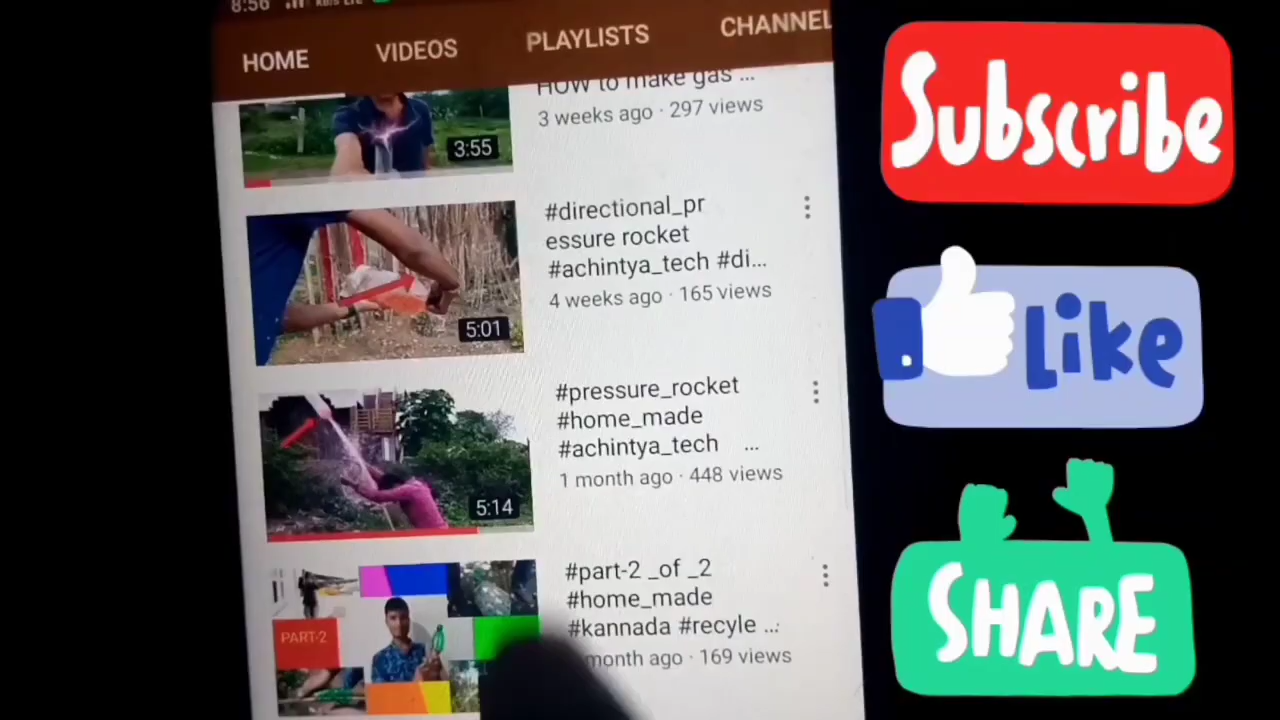 8:56
HOME VIDEOS PLAYLISTS CHANNEL
HOW to make gas ...
3 weeks ago · 297 views
3:55
#directional_pr
essure rocket
#achintya_tech #di...
4 weeks ago · 165 views
5:01
#pressure_rocket
#home_made
#achintya_tech ...
1 month ago · 448 views
5:14
#part-2 _of _2
#home_made
#kannada #recyle ...
month ago · 169 views
PART-2
Subscribe
Like
SHARE